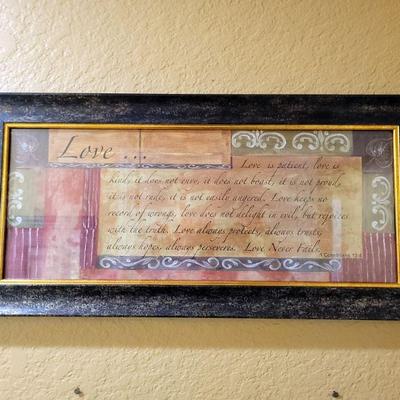 Love ...
Love is patient, love is
kind, it does not envy, it does not boast, it is not proud,
it is not rude, it is not easily angered. Love keeps no
record of wrongs, love does not delight in evil, but rejoices
with the truth. Love always protects, always trusts,
always hopes, always perseveres. Love Never Fails.
1 Corinthians 13:4